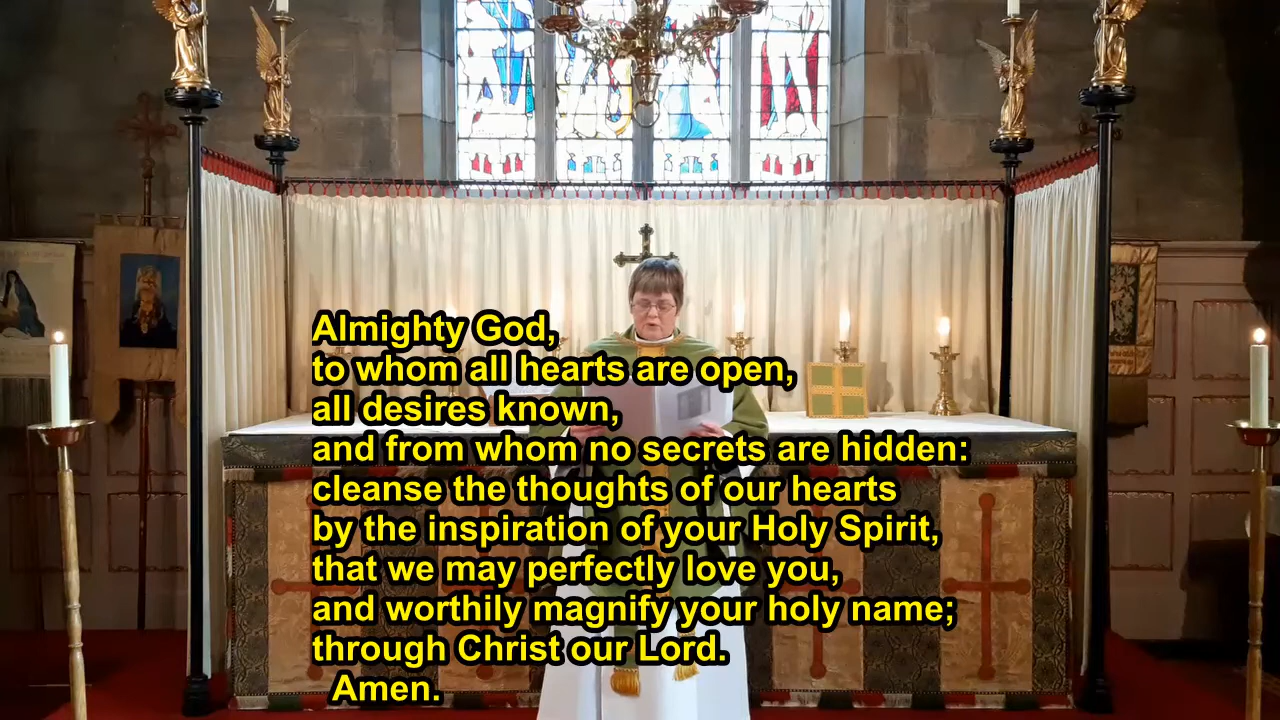 Almighty God,
to whom all hearts are open,
all desires known,
and from whom no secrets are hidden:
cleanse the thoughts of our hearts
by the inspiration of your Holy Spirit,
that we may perfectly love you,
and worthily magnify your holy name;
through Christ our Lord.
Amen.